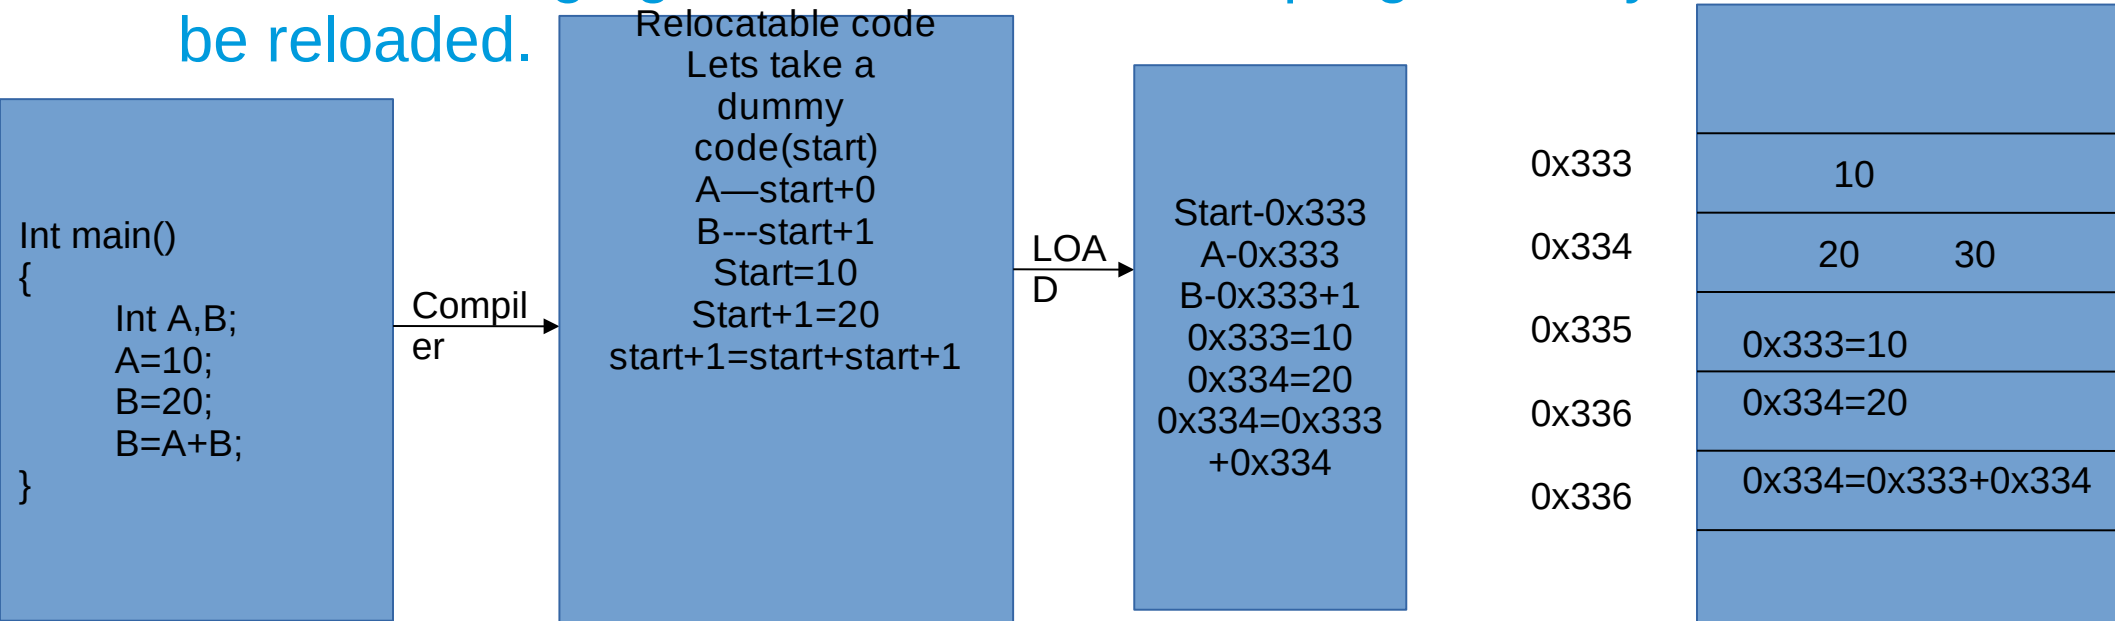 be reloaded.
Int main()
{
Int A,B;
A=10;
B=20;
B=A+B;
}
Compil
er
Relocatable code
Lets take a
dummy
code(start)
A—start+0
B---start+1
Start=10
Start+1=20
start+1=start+start+1
LOA
D
Start-0x333
A-0x333
B-0x333+1
0x333=10
0x334=20
0x334=0x333
+0x334
0x333
10
0x334
20 30
0x335
0x333=10
0x336
0x334=20
0x336
0x334=0x333+0x334